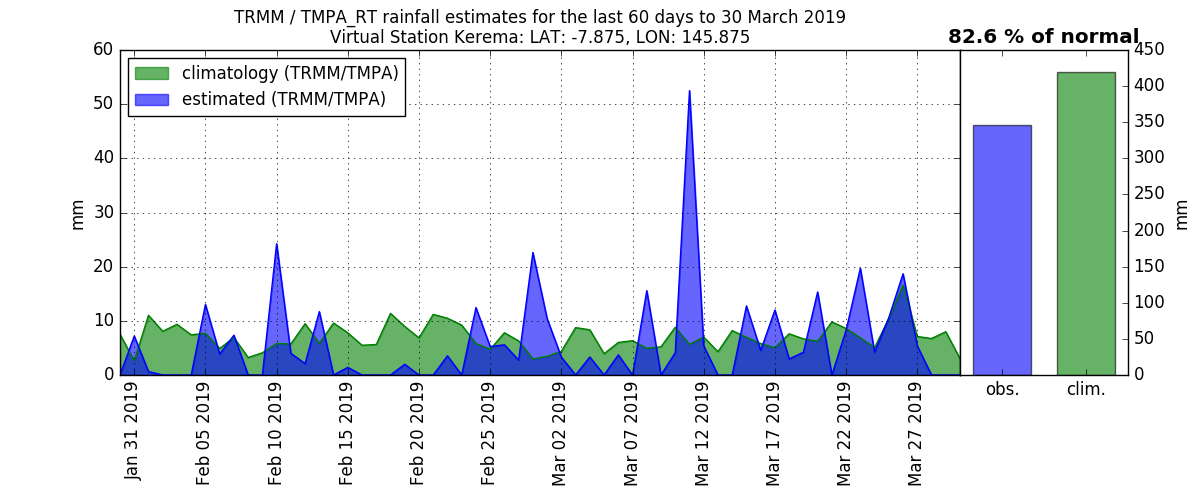 TRMM / TMPA_RT rainfall estimates for the last 60 days to 30 March 2019
Virtual Station Kerema: LAT: -7.875, LON: 145.875
82.6 % of normal
climatology (TRMM/TMPA)
estimated (TRMM/TMPA)
60
50
40
30
20
10
0
mm
Jan 31 2019
Feb 05 2019
Feb 10 2019
Feb 15 2019
Feb 20 2019
Feb 25 2019
Mar 02 2019
Mar 07 2019
Mar 12 2019
Mar 17 2019
Mar 22 2019
Mar 27 2019
450
400
350
300
250
200
150
100
50
0
mm
obs.
clim.